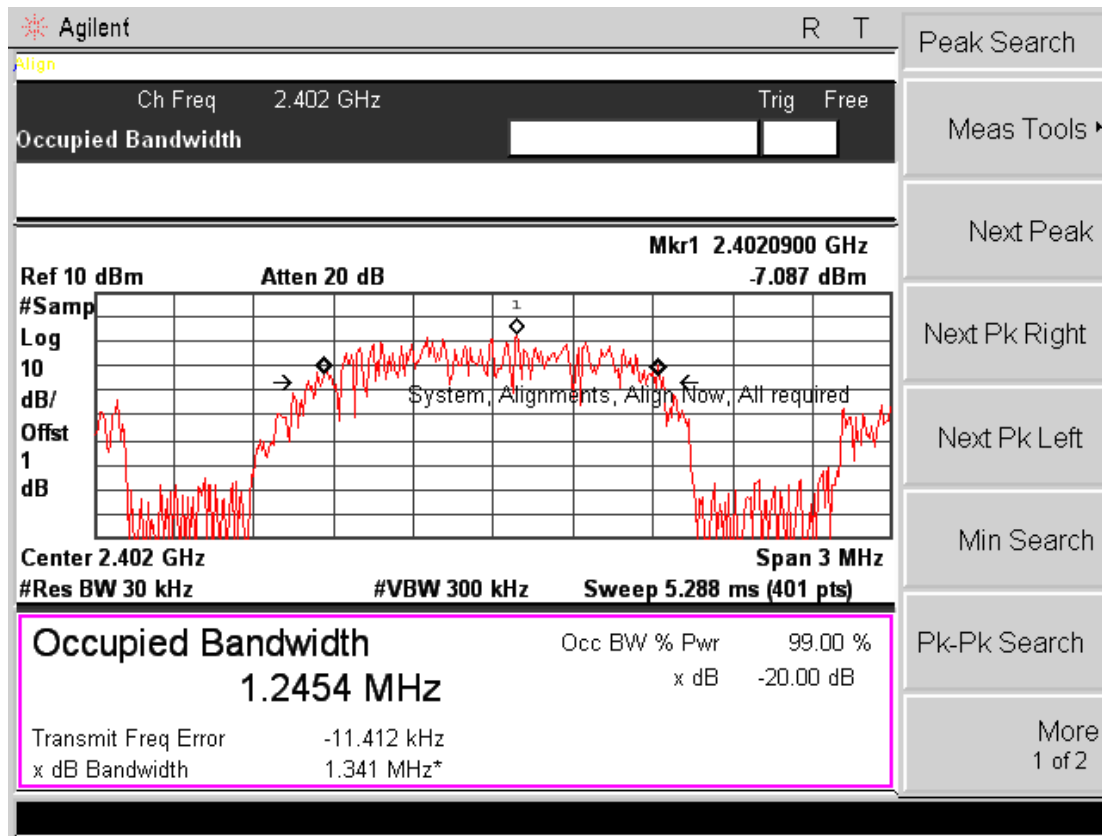 Agilent R T
Align
Ch Freq 2.402 GHz Trig Free
Occupied Bandwidth
Mkr1 2.4020900 GHz
Ref 10 dBm Atten 20 dB -7.087 dBm
#Samp
Log
10
dB/
Offst
1
dB
1
System, Alignments, Align Now, All required
Center 2.402 GHz Span 3 MHz
#Res BW 30 kHz #VBW 300 kHz Sweep 5.288 ms (401 pts)
Occupied Bandwidth
1.2454 MHz
Occ BW % Pwr 99.00 %
x dB -20.00 dB
Transmit Freq Error -11.412 kHz
x dB Bandwidth 1.341 MHz*
Peak Search
Meas Tools
Next Peak
Next Pk Right
Next Pk Left
Min Search
Pk-Pk Search
More
1 of 2